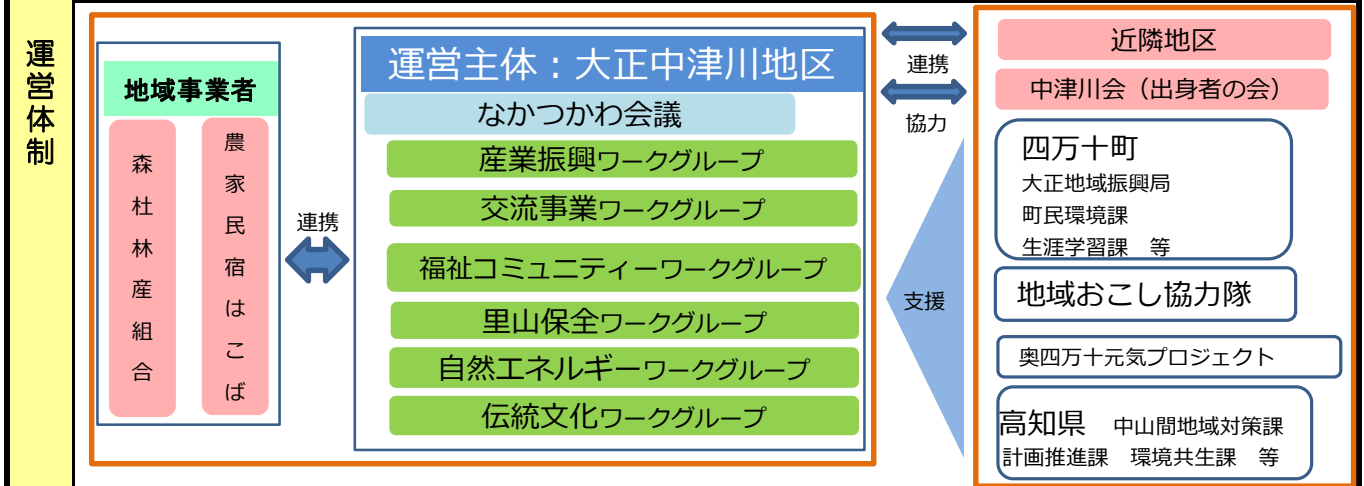 運営体制
地域事業者
森杜林産組合
農家民宿はこば
連携
運営主体：大正中津川地区
なかつかわ会議
産業振興ワークグループ
交流事業ワークグループ
福祉コミュニティーワークグループ
里山保全ワークグループ
自然エネルギーワークグループ
伝統文化ワークグループ
連携
協力
支援
近隣地区
中津川会（出身者の会）
四万十町
大正地域振興局
町民環境課
生涯学習課　等
地域おこし協力隊
奥四万十元気プロジェクト
高知県　中山間地域対策課
計画推進課　環境共生課　等